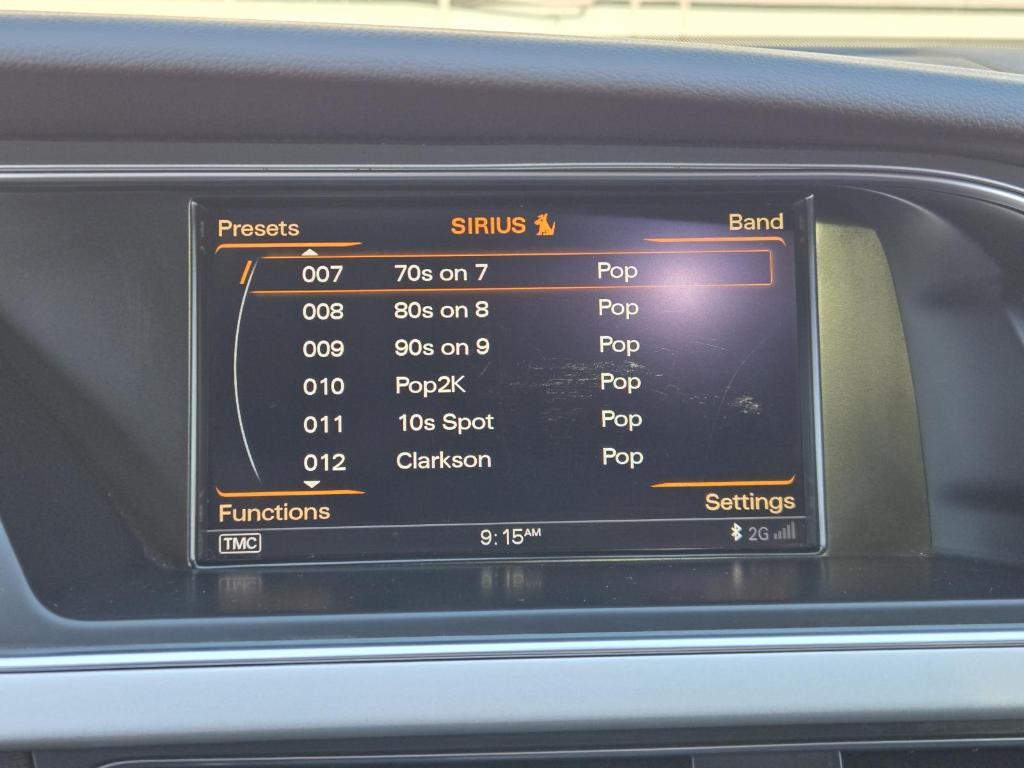 Presets SIRIUS Band
007 70s on 7 Pop
008 80s on 8 Pop
009 90s on 9 Pop
010 Pop2K Pop
011 10s Spot Pop
012 Clarkson Pop
Functions Settings
TMC 9:15AM 2G